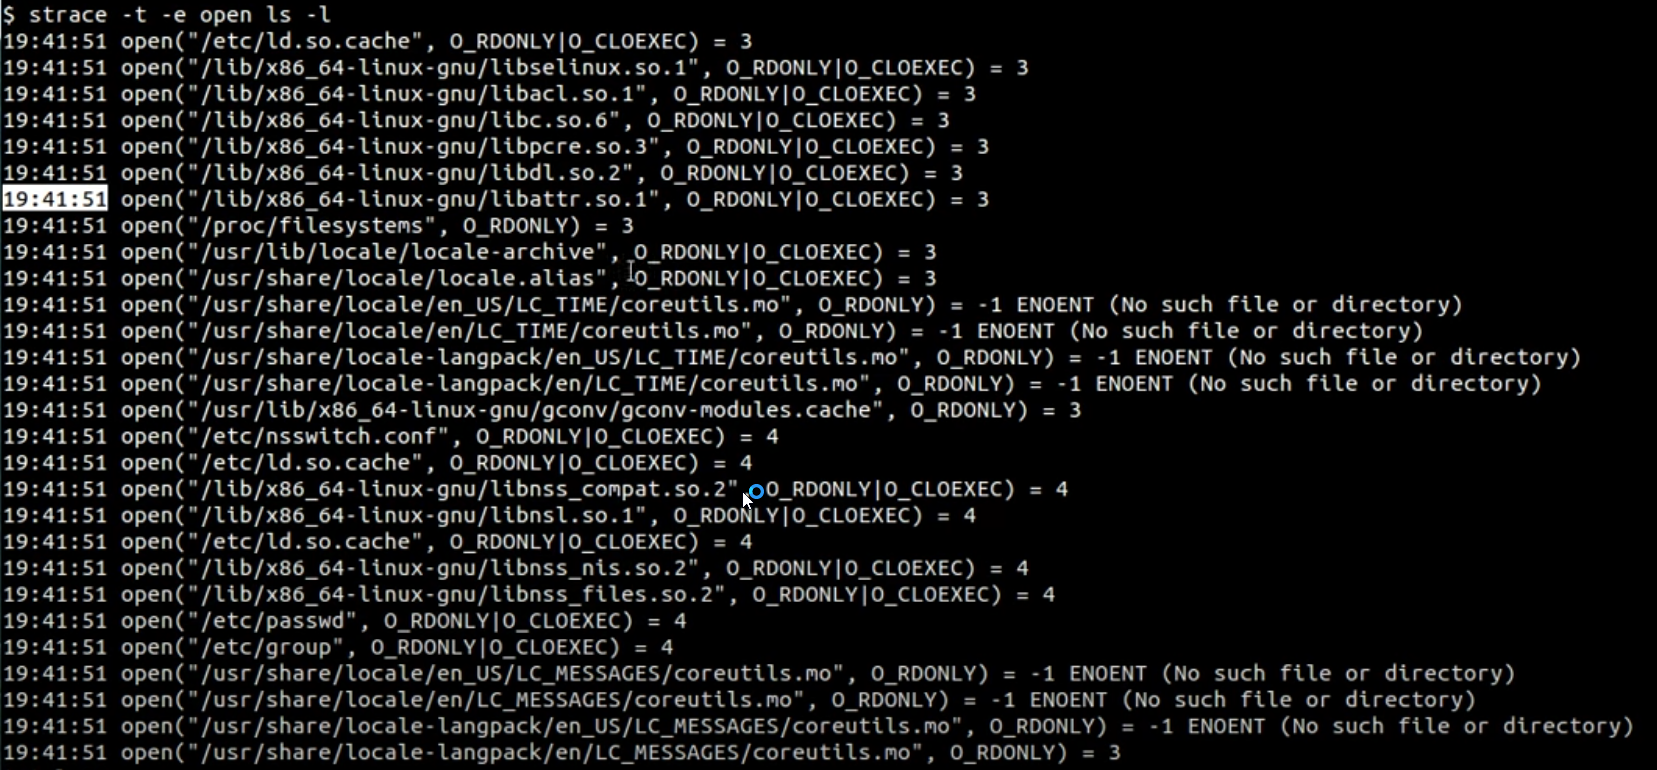 $ strace -t -e open ls -l
19:41:51 open("/etc/ld.so.cache", O_RDONLY|O_CLOEXEC) = 3
19:41:51 open("/lib/x86_64-linux-gnu/libselinux.so.1", O_RDONLY|O_CLOEXEC) = 3
19:41:51 open("/lib/x86_64-linux-gnu/libacl.so.1", O_RDONLY|O_CLOEXEC) = 3
19:41:51 open("/lib/x86_64-linux-gnu/libc.so.6", O_RDONLY|O_CLOEXEC) = 3
19:41:51 open("/lib/x86_64-linux-gnu/libpcre.so.3", O_RDONLY|O_CLOEXEC) = 3
19:41:51 open("/lib/x86_64-linux-gnu/libdl.so.2", O_RDONLY|O_CLOEXEC) = 3
19:41:51 open("/lib/x86_64-linux-gnu/libattr.so.1", O_RDONLY|O_CLOEXEC) = 3
19:41:51 open("/proc/filesystems", O_RDONLY) = 3
19:41:51 open("/usr/lib/locale/locale-archive", O_RDONLY|O_CLOEXEC) = 3
19:41:51 open("/usr/share/locale/locale.alias", O_RDONLY|O_CLOEXEC) = 3
19:41:51 open("/usr/share/locale/en_US/LC_TIME/coreutils.mo", O_RDONLY) = -1 ENOENT (No such file or directory)
19:41:51 open("/usr/share/locale/en/LC_TIME/coreutils.mo", O_RDONLY) = -1 ENOENT (No such file or directory)
19:41:51 open("/usr/share/locale-langpack/en_US/LC_TIME/coreutils.mo", O_RDONLY) = -1 ENOENT (No such file or directory)
19:41:51 open("/usr/share/locale-langpack/en/LC_TIME/coreutils.mo", O_RDONLY) = -1 ENOENT (No such file or directory)
19:41:51 open("/usr/lib/x86_64-linux-gnu/gconv/gconv-modules.cache", O_RDONLY) = 3
19:41:51 open("/etc/nsswitch.conf", O_RDONLY|O_CLOEXEC) = 4
19:41:51 open("/etc/ld.so.cache", O_RDONLY|O_CLOEXEC) = 4
19:41:51 open("/lib/x86_64-linux-gnu/libnss_compat.so.2", O_RDONLY|O_CLOEXEC) = 4
19:41:51 open("/lib/x86_64-linux-gnu/libnsl.so.1", O_RDONLY|O_CLOEXEC) = 4
19:41:51 open("/etc/ld.so.cache", O_RDONLY|O_CLOEXEC) = 4
19:41:51 open("/lib/x86_64-linux-gnu/libnss_nis.so.2", O_RDONLY|O_CLOEXEC) = 4
19:41:51 open("/lib/x86_64-linux-gnu/libnss_files.so.2", O_RDONLY|O_CLOEXEC) = 4
19:41:51 open("/etc/passwd", O_RDONLY|O_CLOEXEC) = 4
19:41:51 open("/etc/group", O_RDONLY|O_CLOEXEC) = 4
19:41:51 open("/usr/share/locale/en_US/LC_MESSAGES/coreutils.mo", O_RDONLY) = -1 ENOENT (No such file or directory)
19:41:51 open("/usr/share/locale/en/LC_MESSAGES/coreutils.mo", O_RDONLY) = -1 ENOENT (No such file or directory)
19:41:51 open("/usr/share/locale-langpack/en_US/LC_MESSAGES/coreutils.mo", O_RDONLY) = -1 ENOENT (No such file or directory)
19:41:51 open("/usr/share/locale-langpack/en/LC_MESSAGES/coreutils.mo", O_RDONLY) = 3